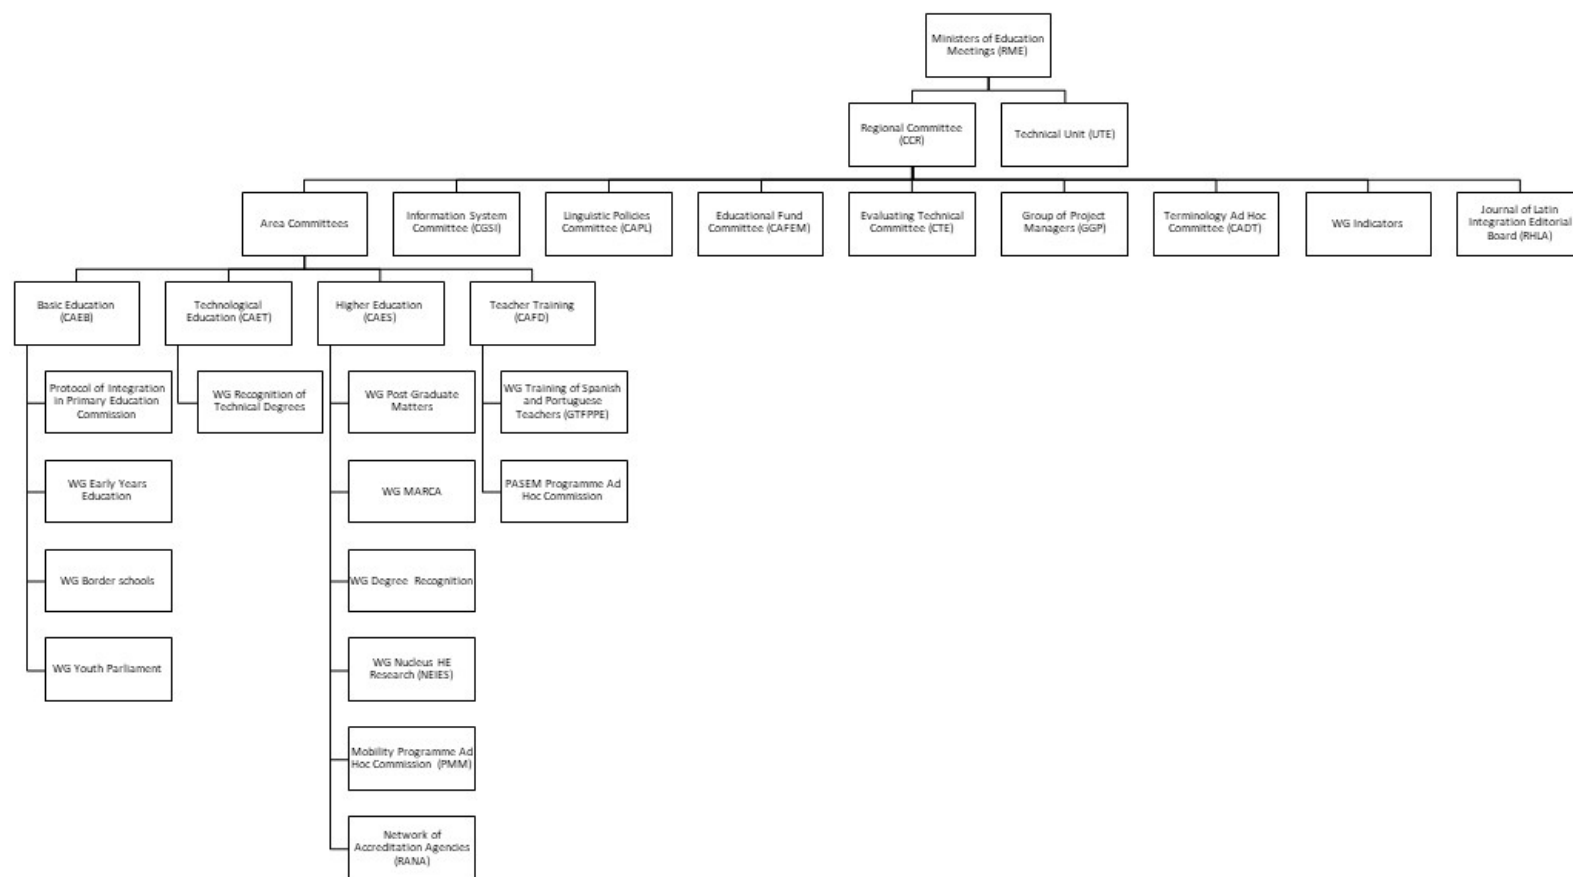 Ministers of Education
Meetings (RME)
Regional Committee
(CCR)
Technical Unit (UTE)
Area Committees
Information System
Committee (CGSI)
Linguistic Policies
Committee (CAPL)
Educational Fund
Committee (CAFEM)
Evaluating Technical
Committee (CTE)
Group of Project
Managers (GGP)
Terminology Ad Hoc
Committee (CADT)
WG Indicators
Journal of Latin
Integration Editorial
Board (RHLA)
Basic Education
(CAEB)
Technological
Education (CAET)
Higher Education
(CAES)
Teacher Training
(CAFD)
Protocol of Integration
in Primary Education
Commission
WG Recognition of
Technical Degrees
WG Post Graduate
Matters
WG Training of Spanish
and Portuguese
Teachers (GTFPPE)
WG Early Years
Education
WG MARCA
PASEM Programme Ad
Hoc Commission
WG Border schools
WG Degree  Recognition
WG Youth Parliament
WG Nucleus HE
Research (NEIES)
Mobility Programme Ad
Hoc Commission  (PMM)
Network of
Accreditation Agencies
(RANA)